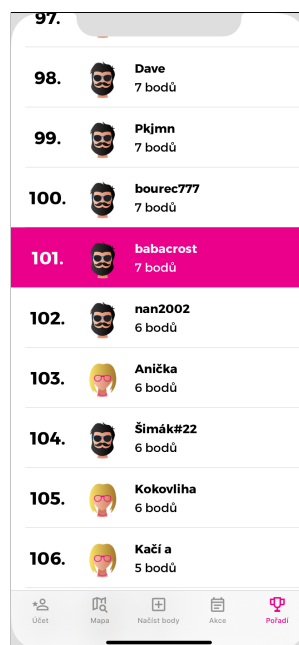 97.
98.
Dave
7 bodů
99.
Pkjmn
7 bodů
100.
bourec777
7 bodů
101.
babacrost
7 bodů
102.
nan2002
6 bodů
103.
Anička
6 bodů
104.
Šimák#22
6 bodů
105.
Kokovliha
6 bodů
106.
Kačí a
5 bodů
Účet
Mapa
Načíst body
Akce
Pořadí